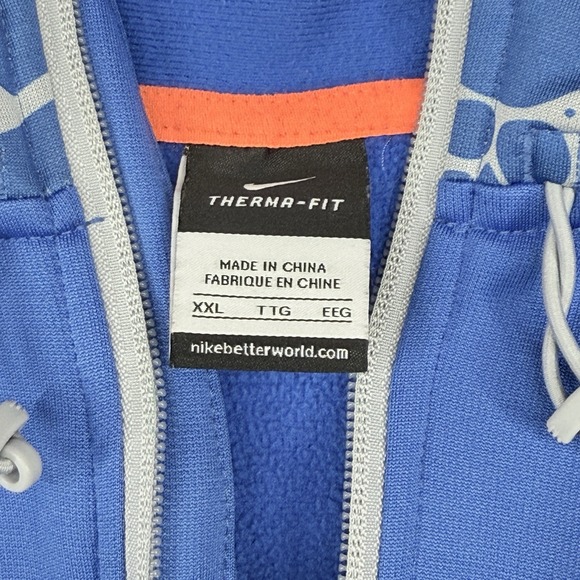 THERMA-FIT
MADE IN CHINA
FABRIQUE EN CHINE
XXL TTG EEG
nikebetterworld.com